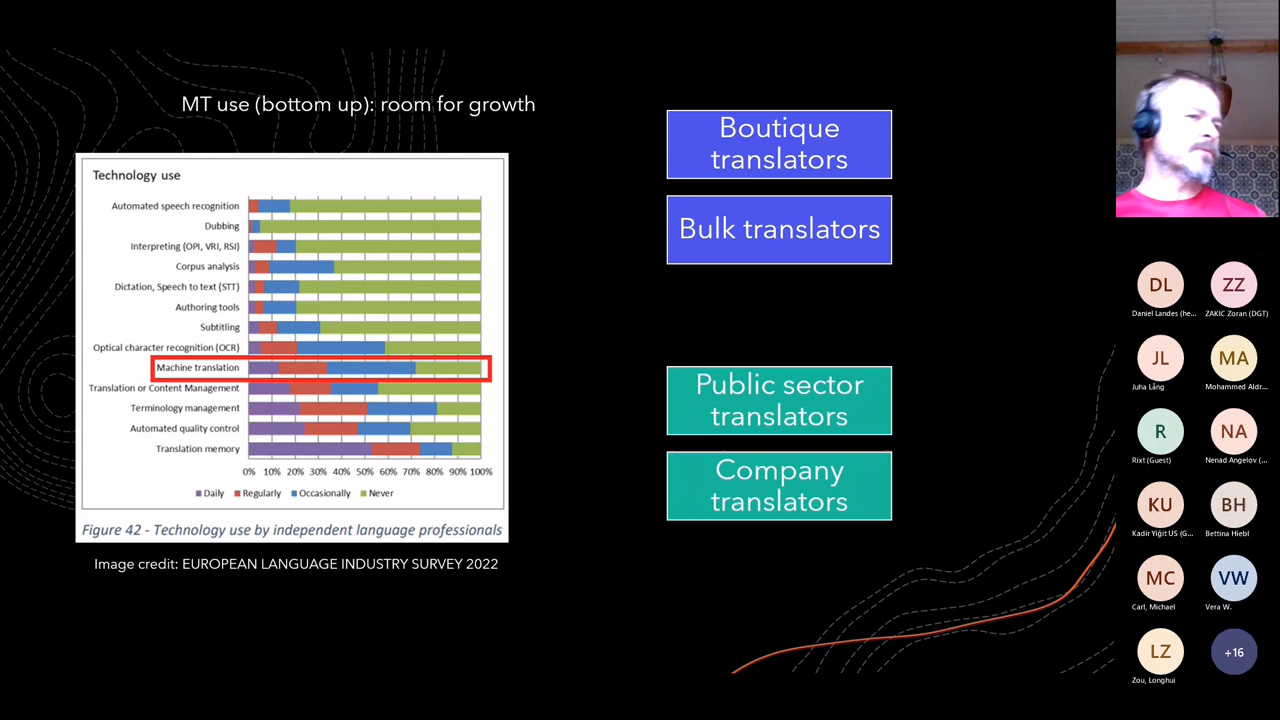 MT use (bottom up): room for growth
Technology use
Automated speech recognition
Dubbing
Interpreting (OPI, VRI, RSI)
Corpus analysis
Dictation, Speech to text (STT)
Authoring tools
Subtitling
Optical character recognition (OCR)
Machine translation
Translation or Content Management
Terminology management
Automated quality control
Translation memory
0% 10% 20% 30% 40% 50% 60% 70% 80% 90% 100%
Daily Regularly Occasionally Never
Figure 42 - Technology use by independent language professionals
Image credit: EUROPEAN LANGUAGE INDUSTRY SURVEY 2022
Boutique
translators
Bulk translators
Public sector
translators
Company
translators
DL ZZ
Daniel Landes (he... ZAKIC Zoran (DGT)
JL MA
Juha Lång Mohammed Aldr...
R NA
Rixt (Guest) Nenad Angelov (...
KU BH
Kadir Yiğit US (G... Bettina Hiebl
MC VW
Carl, Michael Vera W.
LZ +16
Zou, Longhui